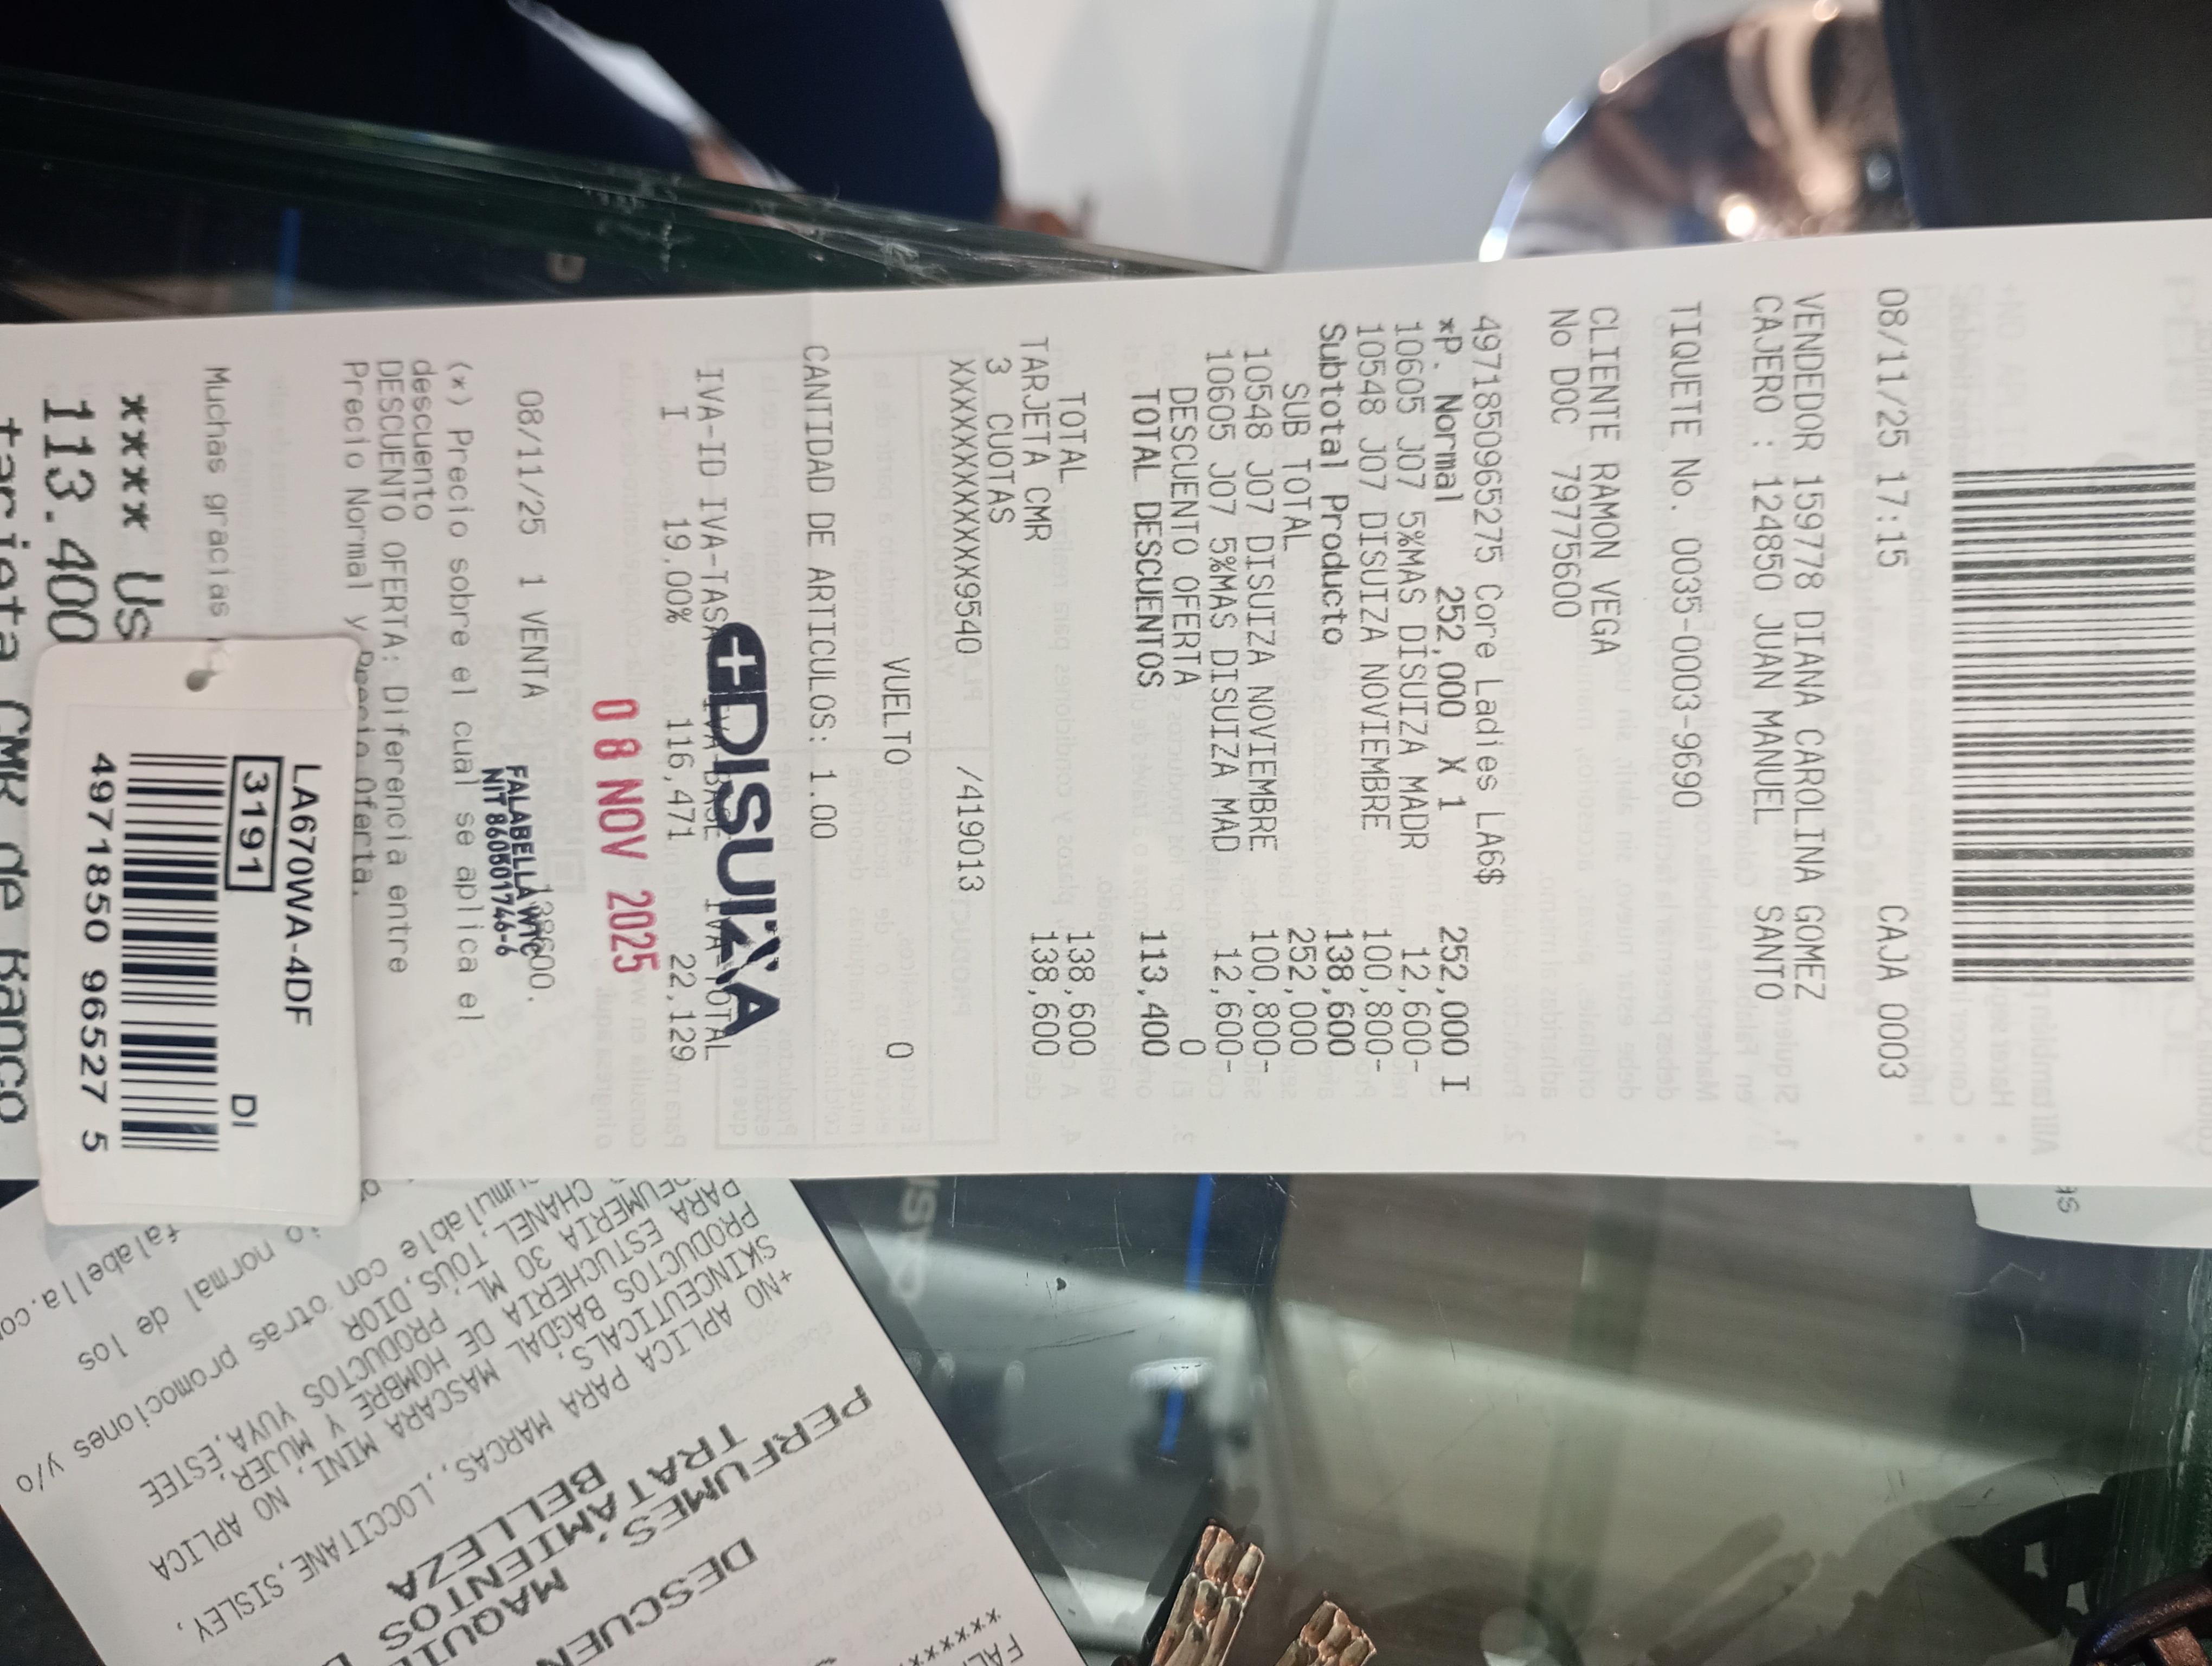 08/11/25 17:15 CAJA 0003
VENDEDOR 159778 DIANA CAROLINA GOMEZ
CAJERO : 124850 JUAN MANUEL SANTO
TIQUETE No. 0035-0003-9690
CLIENTE RAMON VEGA
No DOC 79775600
4971850965275 Core Ladies LA6$
*P. Normal 252,000 X 1 252,000 I
10605 J07 5%MAS DISUIZA MADR 12,600-
10548 J07 DISUIZA NOVIEMBRE 100,800-
Subtotal Producto 138,600
SUB TOTAL 252,000
10548 J07 DISUIZA NOVIEMBRE 100,800-
10605 J07 5%MAS DISUIZA MAD 12,600-
DESCUENTO OFERTA 0
TOTAL DESCUENTOS 113,400
TOTAL 138,600
TARJETA CMR 138,600
3 CUOTAS
XXXXXXXXXXXX9540 /419013
VUELTO 0
CANTIDAD DE ARTICULOS: 1.00
IVA-ID IVA-TASA IVA-BASE IVA-TOTAL
DISUIZA
I 19,00% 116,471 22,129
08 NOV 2025
08/11/25 1 VENTA 138600.
FALABELLA WTC
NIT 860501746-6
(*) Precio sobre el cual se aplica el
descuento
DESCUENTO OFERTA: Diferencia entre
Precio Normal y Precio Oferta.
Muchas gracias
**** Us
113.400
tarjeta CMR de Banco
LA670WA-4DF
3191 DI
4971850 96527 5
DESCUEN
MAQUI
PERFUMES
TRATAMIENTOS
BELLEZA
+NO APLICA PARA MARCAS, LOCCITANE, SISLEY,
SKINCEUTICALS,
PRODUCTOS BAGDAL MASCARA MINI, NO APLICA
PARA ESTUCHERIA DE HOMBRE Y MUJER,
30 ML PRODUCTOS YUYA, ESTEE
CHANEL, TOUS, DIOR
con otras promociones y/o
normal de los
falabella.co